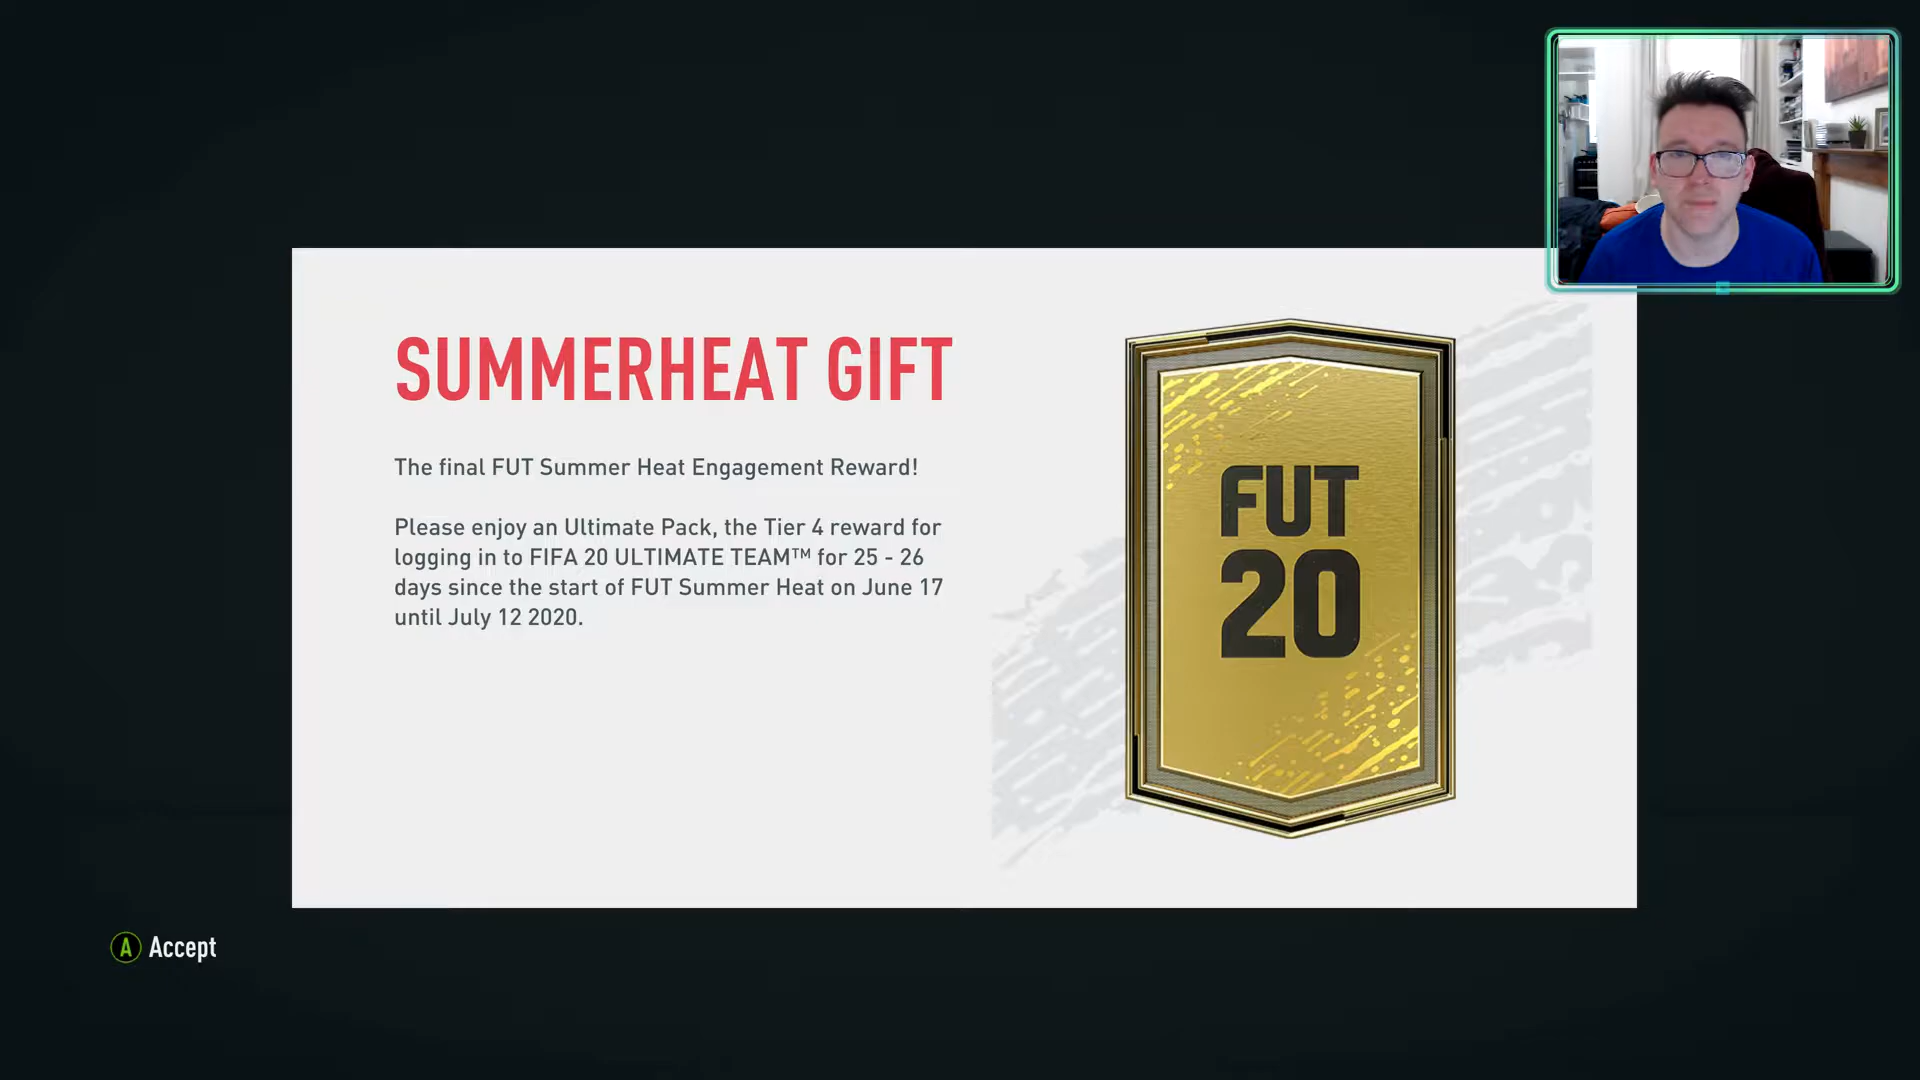 SUMMERHEAT GIFT
The final FUT Summer Heat Engagement Reward!
Please enjoy an Ultimate Pack, the Tier 4 reward for
logging in to FIFA 20 ULTIMATE TEAM™ for 25 - 26
days since the start of FUT Summer Heat on June 17
until July 12 2020.
FUT
20
A Accept